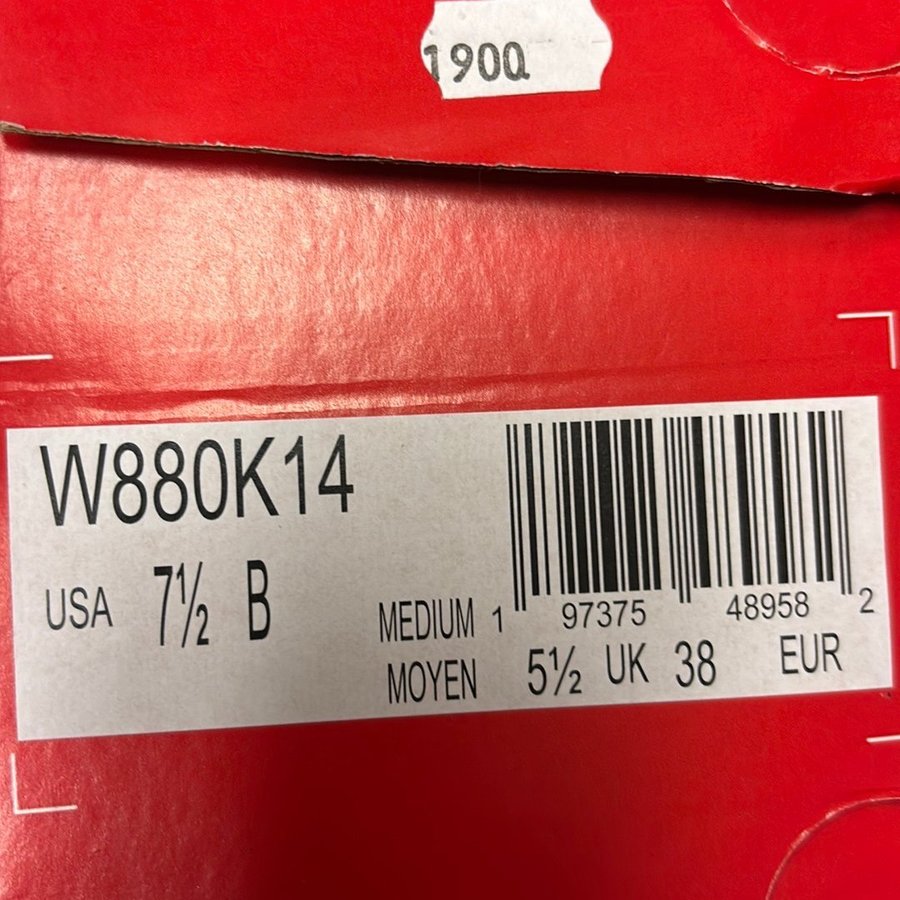 1900
W880K14
USA 7½ B
MEDIUM 1 97375 48958 2
MOYEN 5½ UK 38 EUR